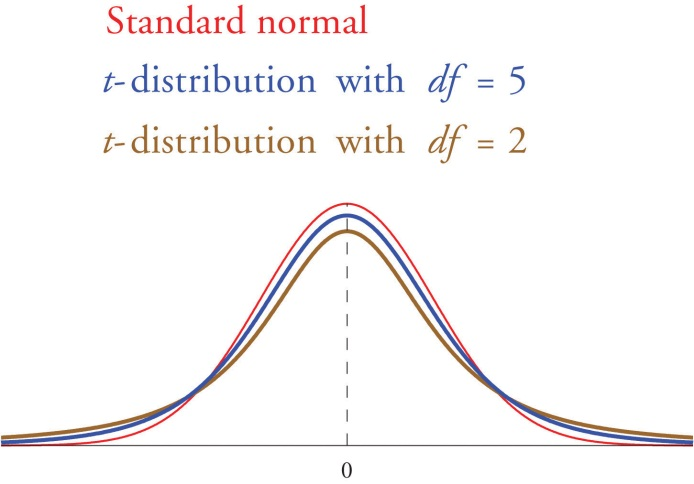 Standard normal
t-distribution with df = 5
t-distribution with df = 2
0